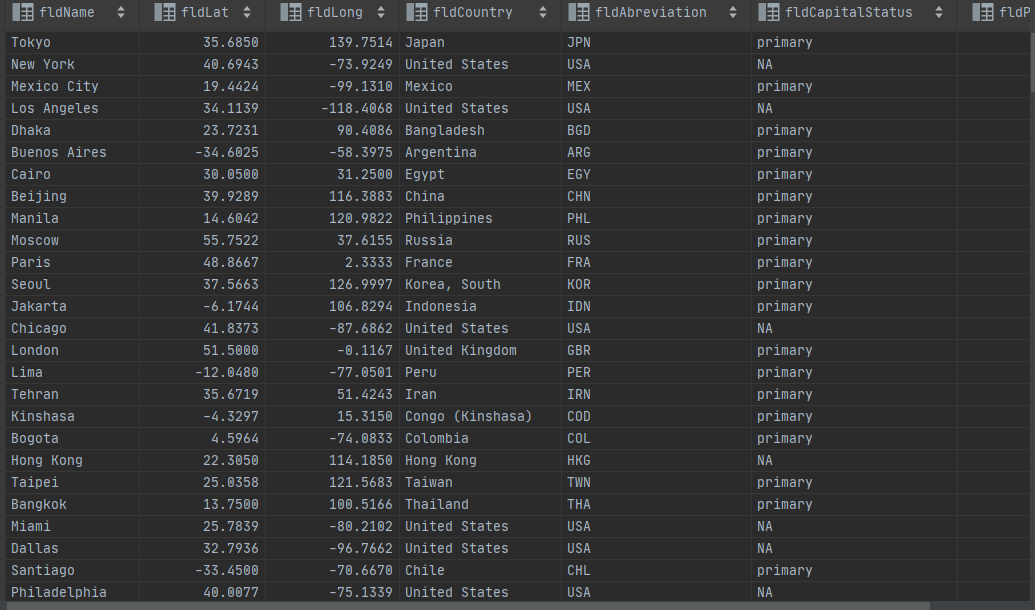 fldName fldLat fldLong fldCountry fldAbreviation fldCapitalStatus fldP
Tokyo 35.6850 139.7514 Japan JPN primary
New York 40.6943 -73.9249 United States USA NA
Mexico City 19.4424 -99.1310 Mexico MEX primary
Los Angeles 34.1139 -118.4068 United States USA NA
Dhaka 23.7231 90.4086 Bangladesh BGD primary
Buenos Aires -34.6025 -58.3975 Argentina ARG primary
Cairo 30.0500 31.2500 Egypt EGY primary
Beijing 39.9289 116.3883 China CHN primary
Manila 14.6042 120.9822 Philippines PHL primary
Moscow 55.7522 37.6155 Russia RUS primary
Paris 48.8667 2.3333 France FRA primary
Seoul 37.5663 126.9997 Korea, South KOR primary
Jakarta -6.1744 106.8294 Indonesia IDN primary
Chicago 41.8373 -87.6862 United States USA NA
London 51.5000 -0.1167 United Kingdom GBR primary
Lima -12.0480 -77.0501 Peru PER primary
Tehran 35.6719 51.4243 Iran IRN primary
Kinshasa -4.3297 15.3150 Congo (Kinshasa) COD primary
Bogota 4.5964 -74.0833 Colombia COL primary
Hong Kong 22.3050 114.1850 Hong Kong HKG NA
Taipei 25.0358 121.5683 Taiwan TWN primary
Bangkok 13.7500 100.5166 Thailand THA primary
Miami 25.7839 -80.2102 United States USA NA
Dallas 32.7936 -96.7662 United States USA NA
Santiago -33.4500 -70.6670 Chile CHL primary
Philadelphia 40.0077 -75.1339 United States USA NA